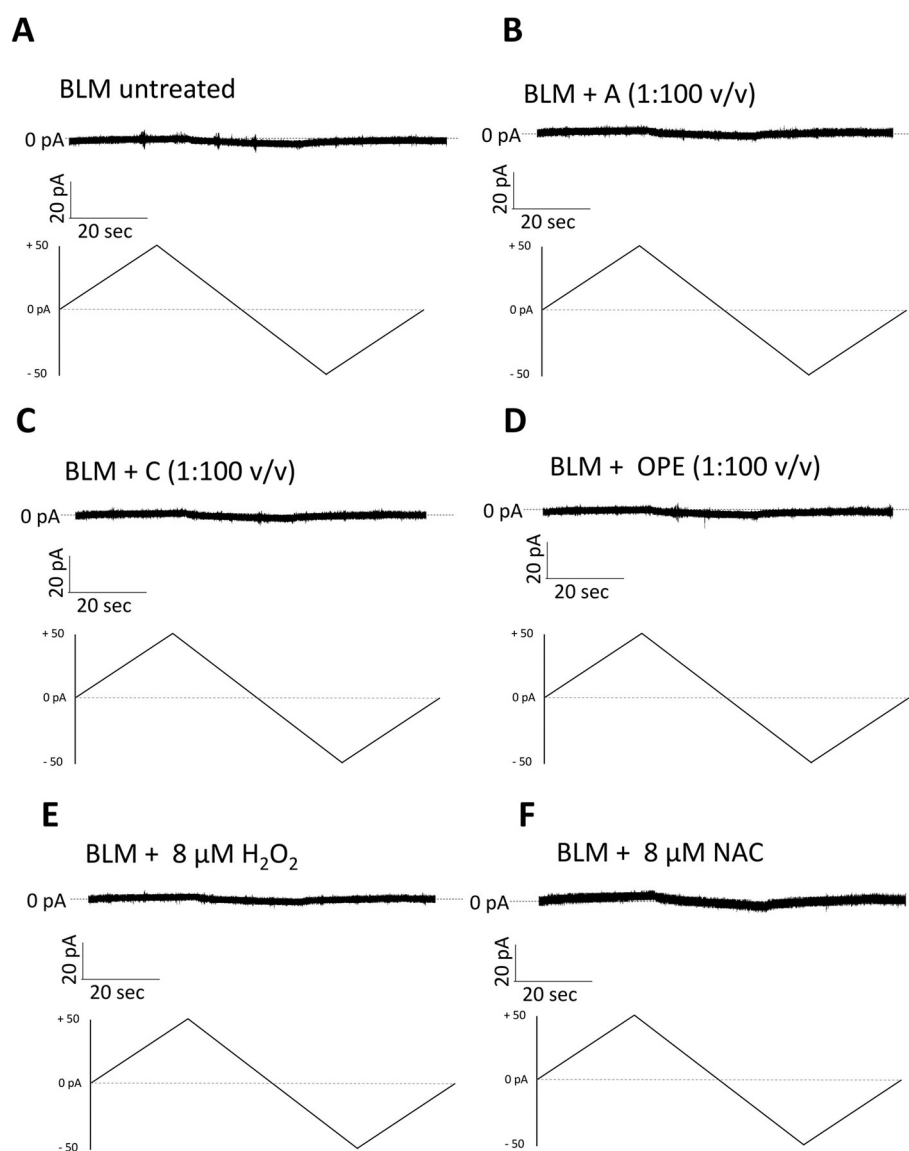 A
BLM untreated
0 pA
20 pA
20 sec
+ 50
0 pA
- 50
B
BLM + A (1:100 v/v)
0 pA
20 pA
20 sec
+ 50
0 pA
- 50
C
BLM + C (1:100 v/v)
0 pA
20 pA
20 sec
+ 50
0 pA
- 50
D
BLM + OPE (1:100 v/v)
0 pA
20 pA
20 sec
+ 50
0 pA
- 50
E
BLM + 8 µM H₂O₂
0 pA
20 pA
20 sec
+ 50
0 pA
- 50
F
BLM + 8 µM NAC
0 pA
20 pA
20 sec
+ 50
0 pA
- 50